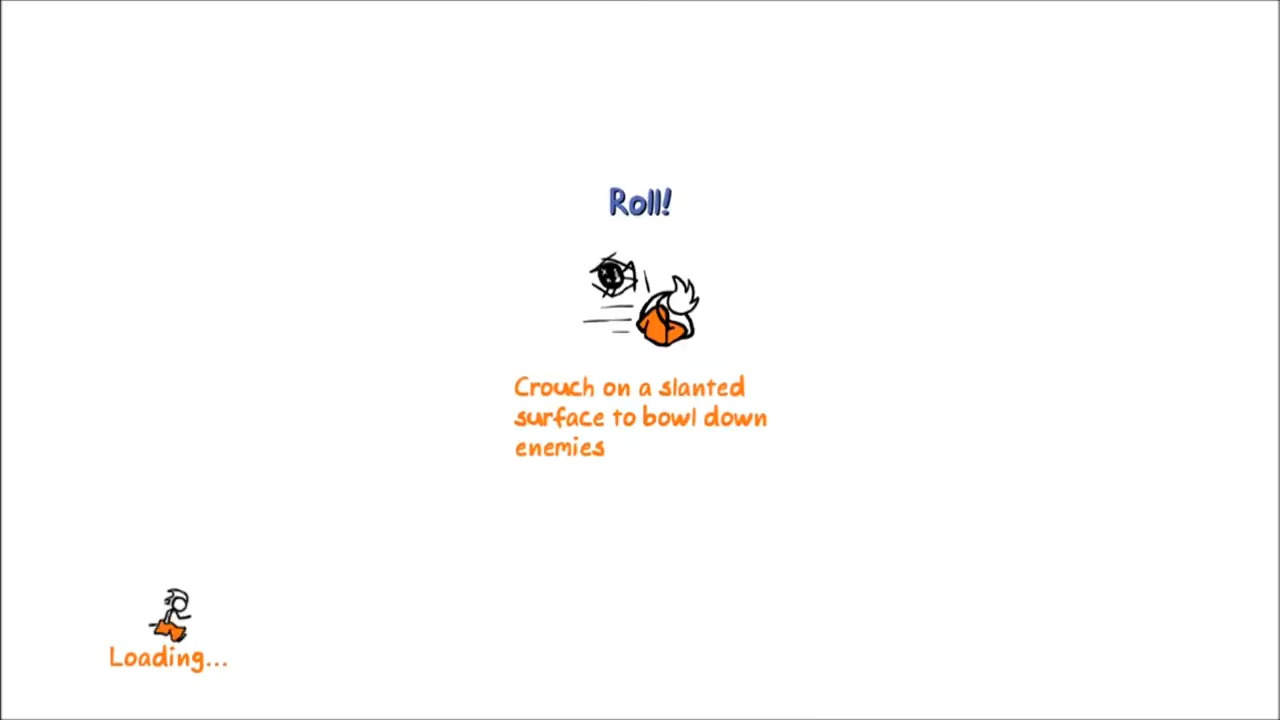 Roll!
Crouch on a slanted
surface to bowl down
enemies
Loading...